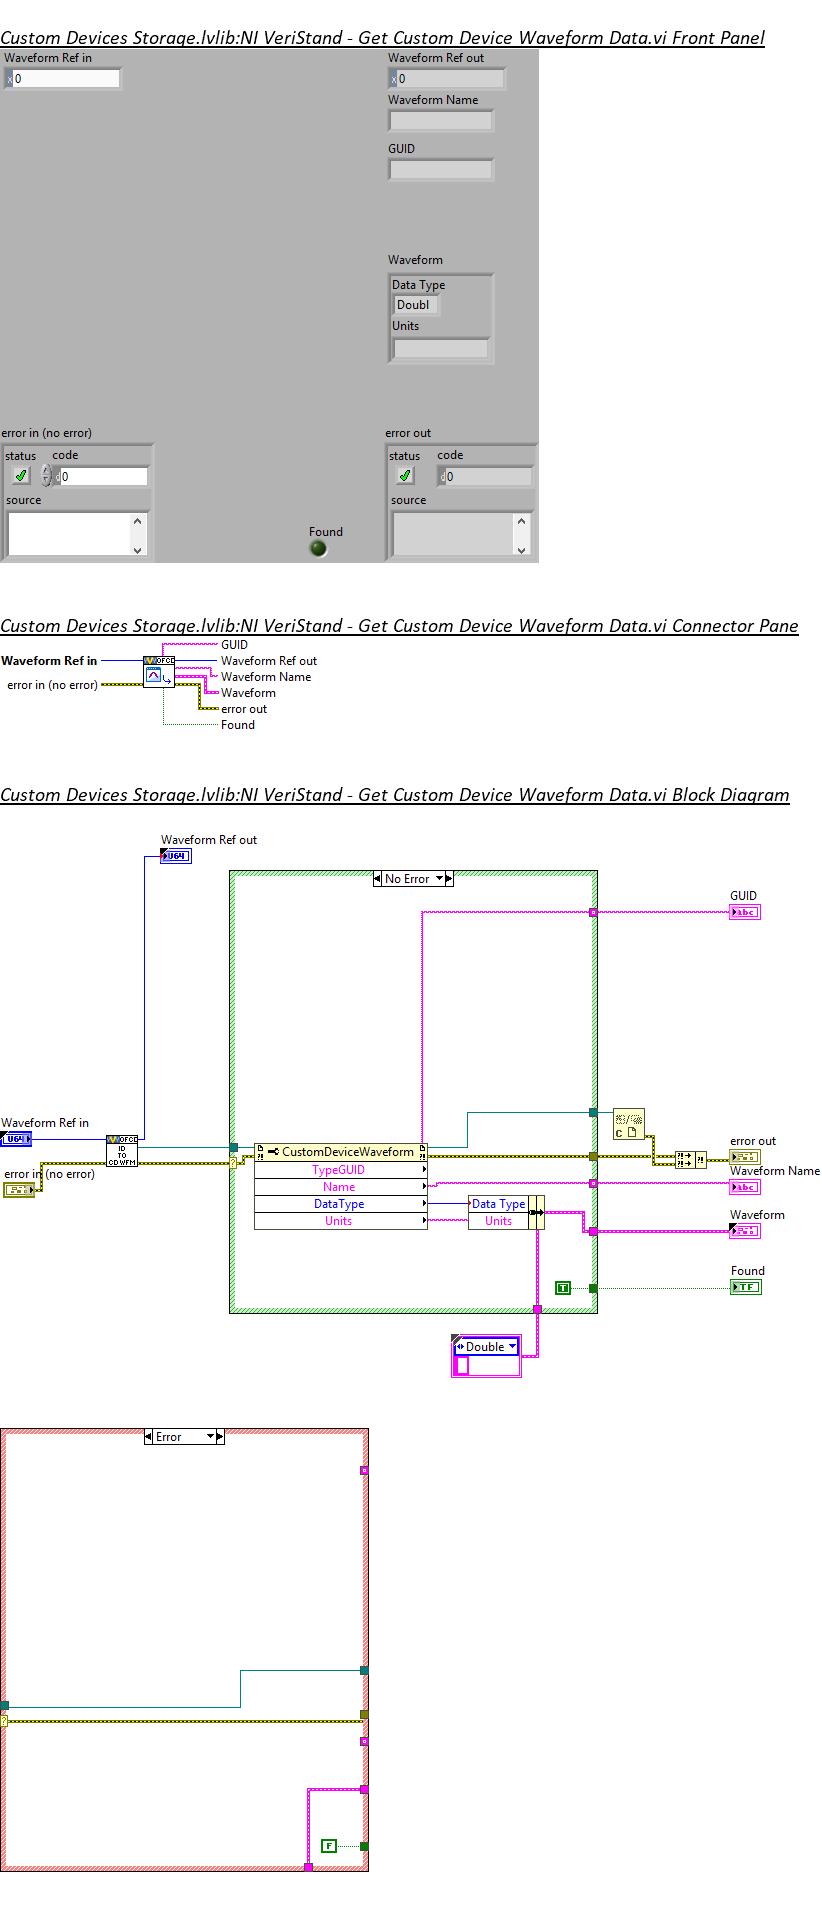 Custom Devices Storage.lvlib:NI VeriStand - Get Custom Device Waveform Data.vi Front Panel
Waveform Ref in
x 0
Waveform Ref out
x 0
Waveform Name
GUID
Waveform
Data Type
Doubl
Units
error in (no error)
status code
d 0
source
Found
error out
status code
d 0
source
Custom Devices Storage.lvlib:NI VeriStand - Get Custom Device Waveform Data.vi Connector Pane
GUID
Waveform Ref in
OFCD
Waveform Ref out
Waveform Name
error in (no error)
Waveform
error out
Found
Custom Devices Storage.lvlib:NI VeriStand - Get Custom Device Waveform Data.vi Block Diagram
Waveform Ref out
U64
No Error
GUID
abc
Waveform Ref in
U64
OFCD
ID
TO
CDWFM
error in (no error)
?
CustomDeviceWaveform
TypeGUID
Name
DataType
Units
Data Type
Units
C
error out
Waveform Name
abc
Waveform
Found
TF
T
Double
Error
?
F